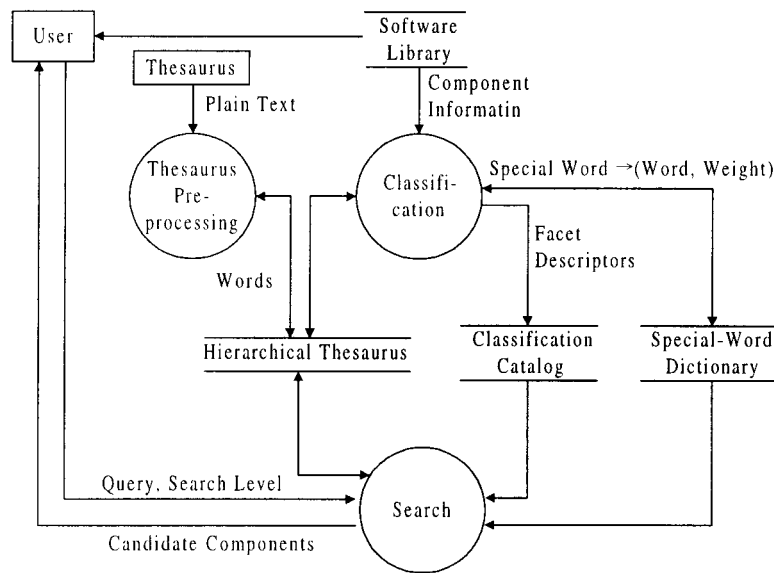 User
Software
Library
Thesaurus
Plain Text
Component
Informatin
Thesaurus
Pre-
processing
Classifi-
cation
Special Word →(Word, Weight)
Facet
Descriptors
Words
Hierarchical Thesaurus
Classification
Catalog
Special-Word
Dictionary
Query, Search Level
Search
Candidate Components